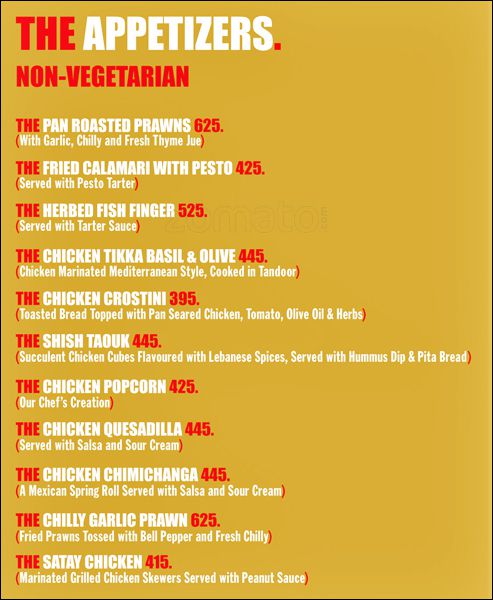 THE APPETIZERS.
NON-VEGETARIAN
THE PAN ROASTED PRAWNS 625.
(With Garlic, Chilly and Fresh Thyme Jue)
THE FRIED CALAMARI WITH PESTO 425.
(Served with Pesto Tarter)
THE HERBED FISH FINGER 525.
(Served with Tarter Sauce)
zomato.com
THE CHICKEN TIKKA BASIL & OLIVE 445.
(Chicken Marinated Mediterranean Style, Cooked in Tandoor)
THE CHICKEN CROSTINI 395.
(Toasted Bread Topped with Pan Seared Chicken, Tomato, Olive Oil & Herbs)
THE SHISH TAOUK 445.
(Succulent Chicken Cubes Flavoured with Lebanese Spices, Served with Hummus Dip & Pita Bread)
THE CHICKEN POPCORN 425.
(Our Chef's Creation)
THE CHICKEN QUESADILLA 445.
(Served with Salsa and Sour Cream)
THE CHICKEN CHIMICHANGA 445.
(A Mexican Spring Roll Served with Salsa and Sour Cream)
THE CHILLY GARLIC PRAWN 625.
(Fried Prawns Tossed with Bell Pepper and Fresh Chilly)
THE SATAY CHICKEN 415.
(Marinated Grilled Chicken Skewers Served with Peanut Sauce)